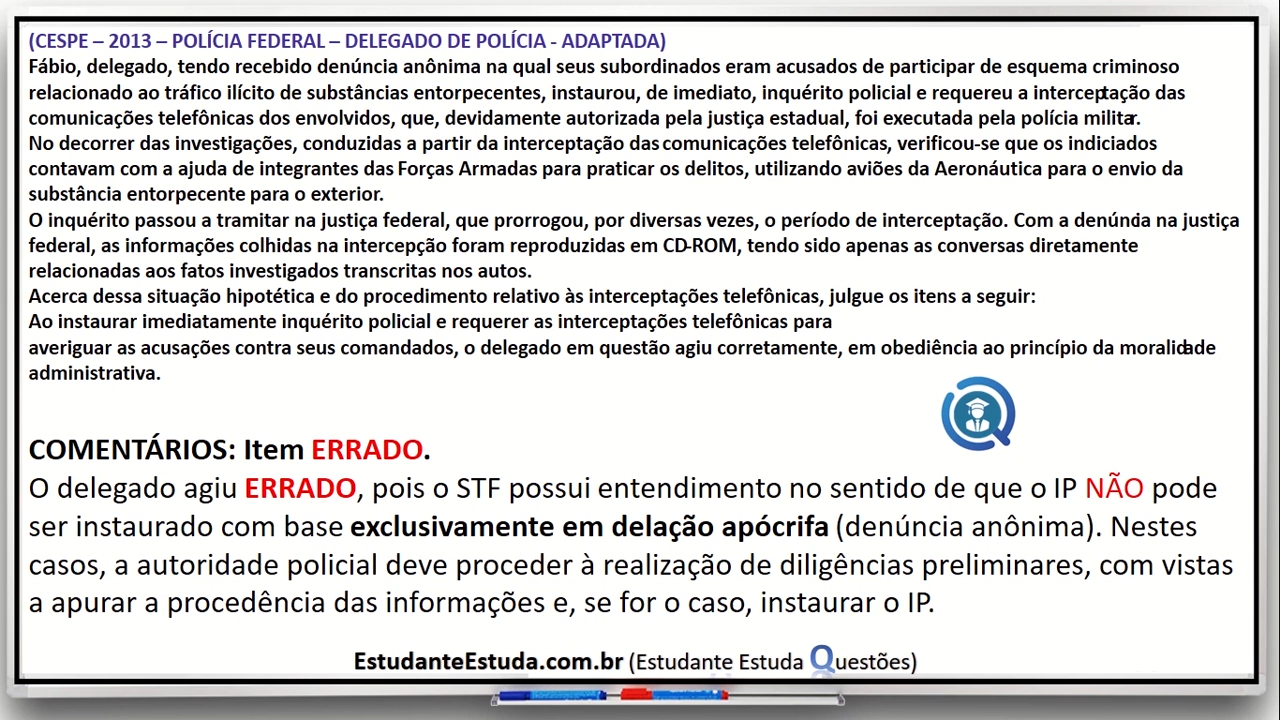 (CESPE – 2013 – POLÍCIA FEDERAL – DELEGADO DE POLÍCIA - ADAPTADA)
Fábio, delegado, tendo recebido denúncia anônima na qual seus subordinados eram acusados de participar de esquema criminoso
relacionado ao tráfico ilícito de substâncias entorpecentes, instaurou, de imediato, inquérito policial e requereu a interceptação das
comunicações telefônicas dos envolvidos, que, devidamente autorizada pela justiça estadual, foi executada pela polícia militar.
No decorrer das investigações, conduzidas a partir da interceptação das comunicações telefônicas, verificou-se que os indiciados
contavam com a ajuda de integrantes das Forças Armadas para praticar os delitos, utilizando aviões da Aeronáutica para o envio da
substância entorpecente para o exterior.
O inquérito passou a tramitar na justiça federal, que prorrogou, por diversas vezes, o período de interceptação. Com a denúncia na justiça
federal, as informações colhidas na intercepção foram reproduzidas em CD-ROM, tendo sido apenas as conversas diretamente
relacionadas aos fatos investigados transcritas nos autos.
Acerca dessa situação hipotética e do procedimento relativo às interceptações telefônicas, julgue os itens a seguir:
Ao instaurar imediatamente inquérito policial e requerer as interceptações telefônicas para
averiguar as acusações contra seus comandados, o delegado em questão agiu corretamente, em obediência ao princípio da moralidade
administrativa.
COMENTÁRIOS: Item ERRADO.
O delegado agiu ERRADO, pois o STF possui entendimento no sentido de que o IP NÃO pode
ser instaurado com base exclusivamente em delação apócrifa (denúncia anônima). Nestes
casos, a autoridade policial deve proceder à realização de diligências preliminares, com vistas
a apurar a procedência das informações e, se for o caso, instaurar o IP.
EstudanteEstuda.com.br (Estudante Estuda Questões)